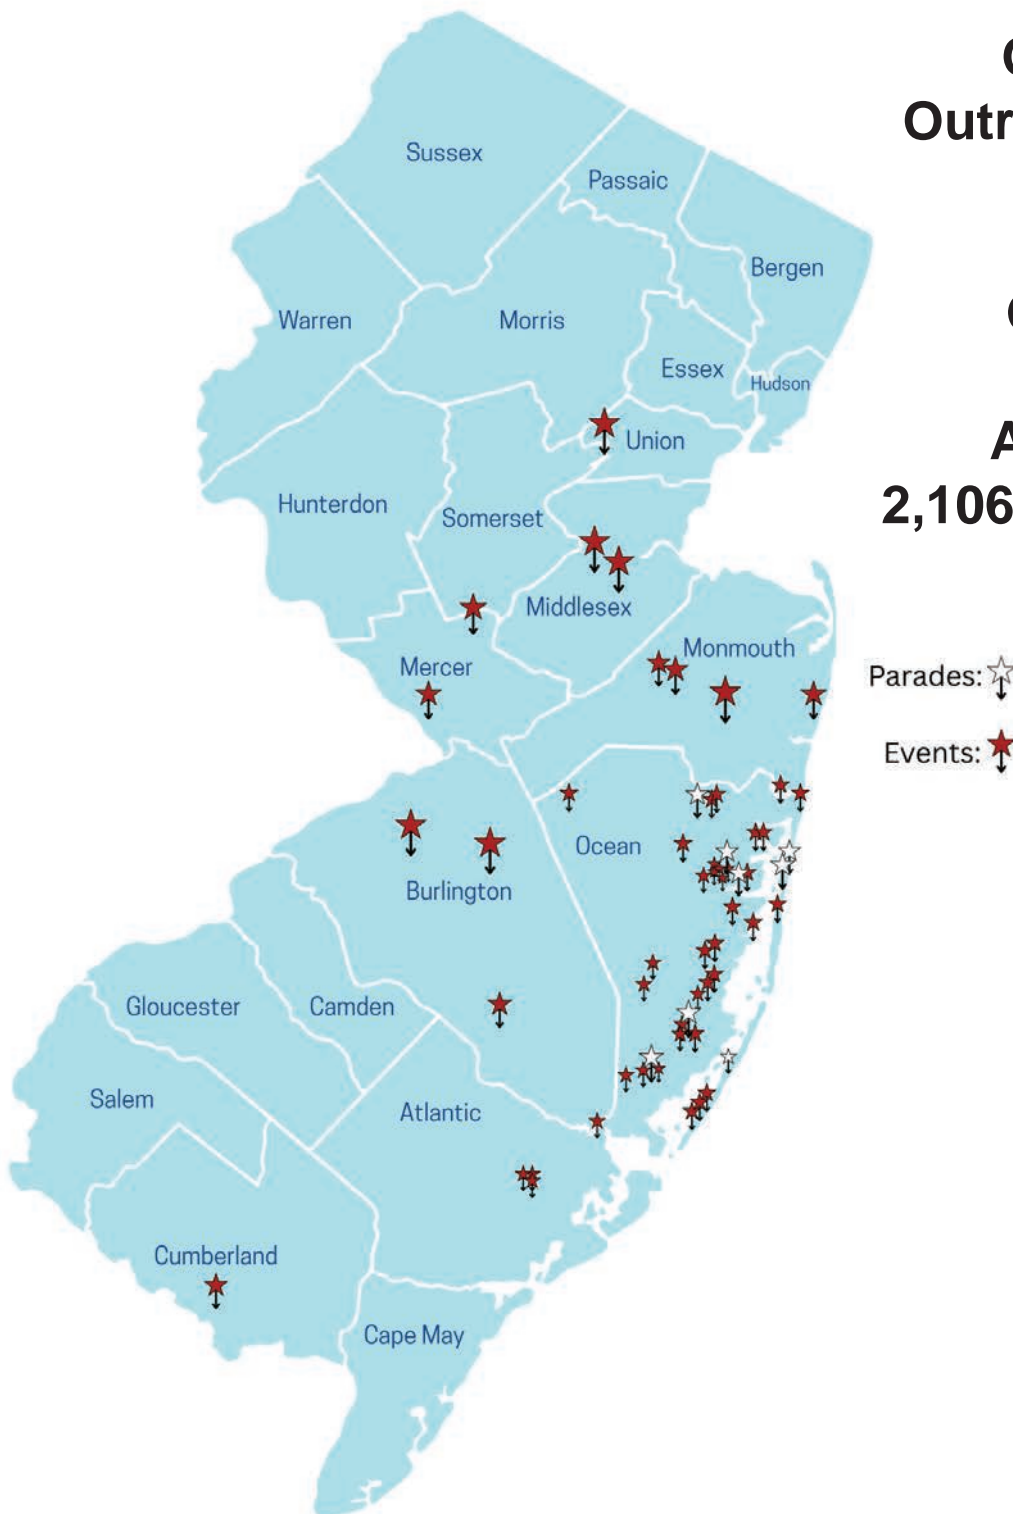 Outr
Sussex
Passaic
Bergen
Warren
Morris
Essex
Hudson
Union
2,106
Hunterdon
Somerset
Middlesex
Monmouth
Mercer
Parades:
Events:
Ocean
Burlington
Gloucester
Camden
Salem
Atlantic
Cumberland
Cape May